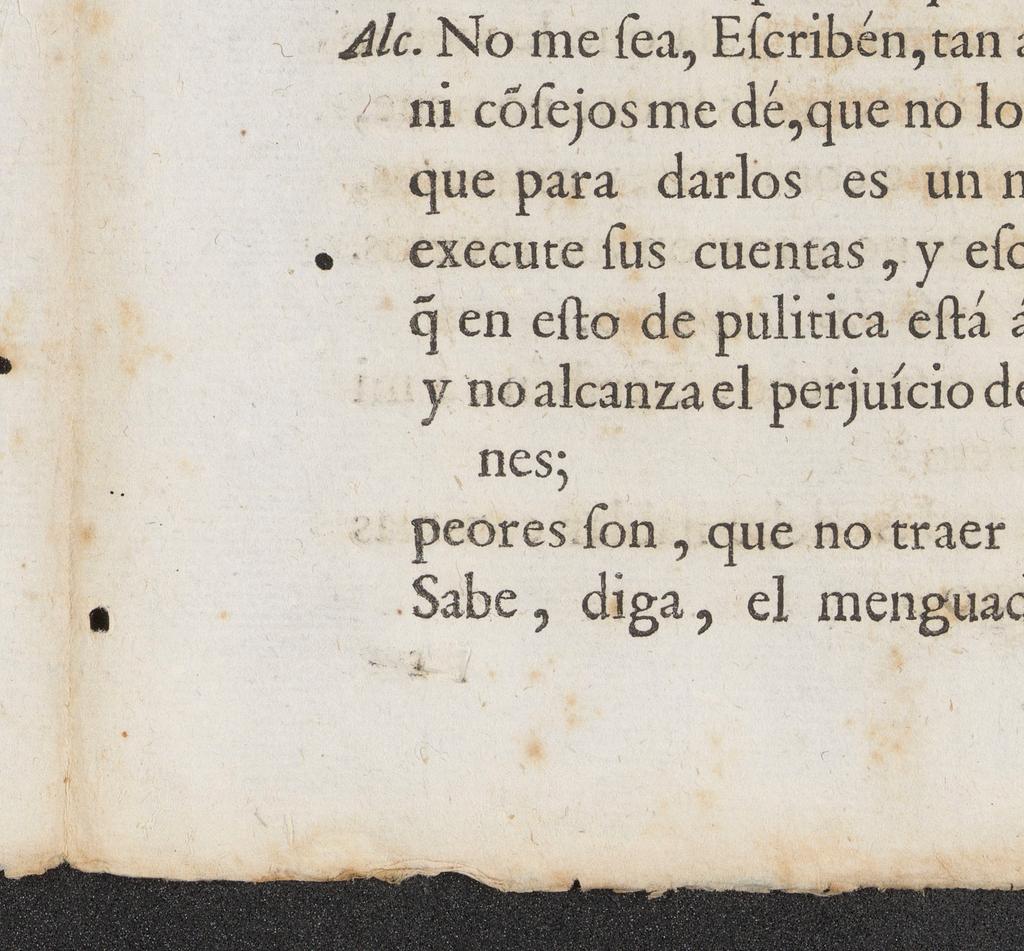 Alc. No me ſea, Eſcribén, tan
ni cõſejos me dé, que no lo
que para darlos es un
execute ſus cuentas, y eſc
q̃ en eſto de pulitica eſtá á
y no alcanza el perjuício de
nes;
peores ſon, que no traer
Sabe, diga, el menguad